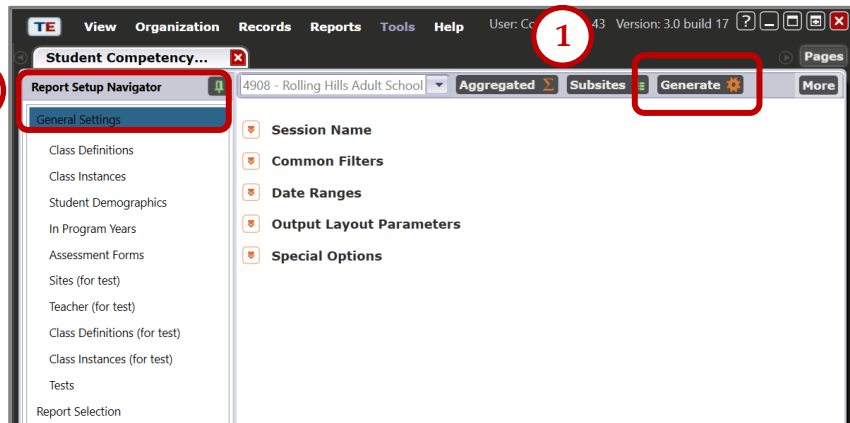 TE View Organization Records Reports Tools Help User: 43 Version: 3.0 build 17 ?
Student Competency... Pages
1
Report Setup Navigator 4908 - Rolling Hills Adult School Aggregated Σ Subsites Generate More
General Settings
Class Definitions
Class Instances
Student Demographics
In Program Years
Assessment Forms
Sites (for test)
Teacher (for test)
Class Definitions (for test)
Class Instances (for test)
Tests
Report Selection
Session Name
Common Filters
Date Ranges
Output Layout Parameters
Special Options